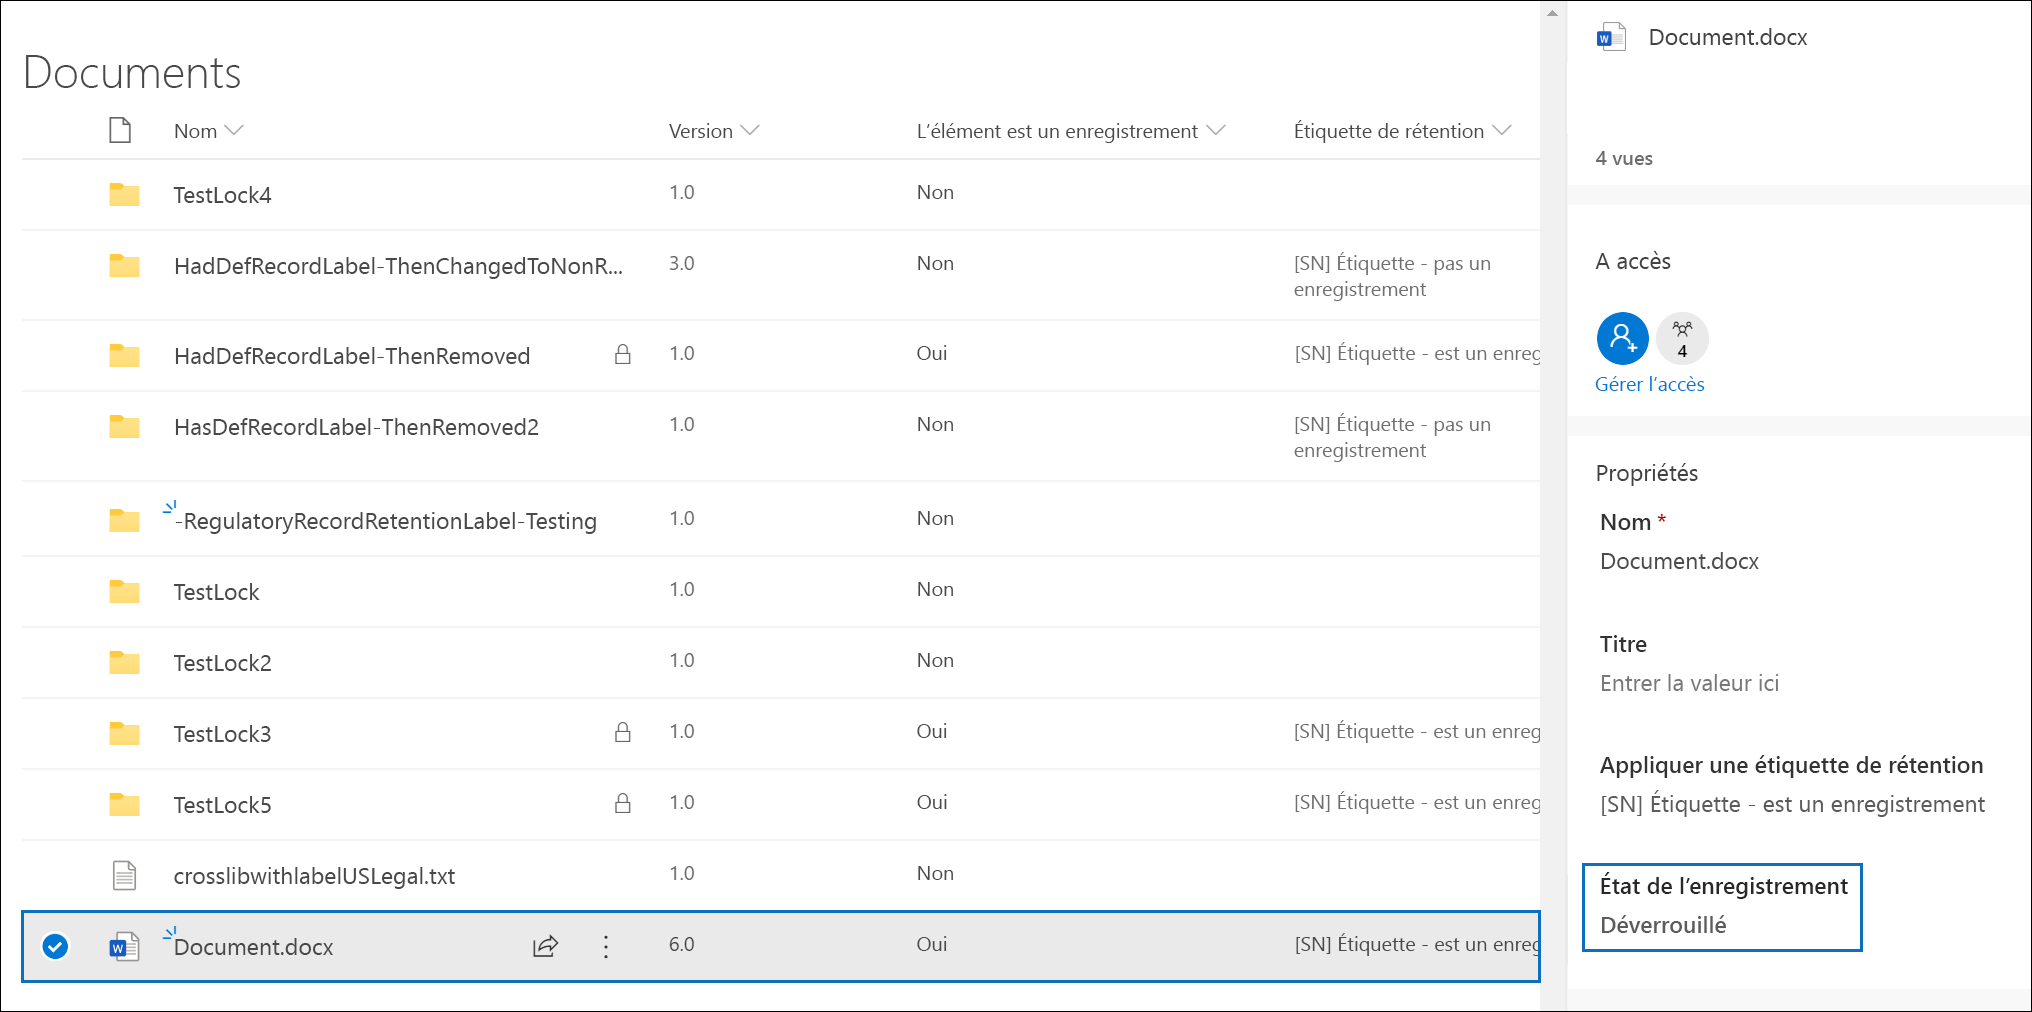 Documents
Nom Version L’élément est un enregistrement Étiquette de rétention
TestLock4 1.0 Non
HadDefRecordLabel-ThenChangedToNonR... 3.0 Non [SN] Étiquette - pas un
enregistrement
HadDefRecordLabel-ThenRemoved 1.0 Oui [SN] Étiquette - est un enreg
HasDefRecordLabel-ThenRemoved2 1.0 Non [SN] Étiquette - pas un
enregistrement
-RegulatoryRecordRetentionLabel-Testing 1.0 Non
TestLock 1.0 Non
TestLock2 1.0 Non
TestLock3 1.0 Oui [SN] Étiquette - est un enreg
TestLock5 1.0 Oui [SN] Étiquette - est un enreg
crosslibwithlabelUSLegal.txt 1.0 Non
W Document.docx 6.0 Oui [SN] Étiquette - est un enreg
W Document.docx
4 vues
A accès
4
Gérer l’accès
Propriétés
Nom *
Document.docx
Titre
Entrer la valeur ici
Appliquer une étiquette de rétention
[SN] Étiquette - est un enregistrement
État de l’enregistrement
Déverrouillé